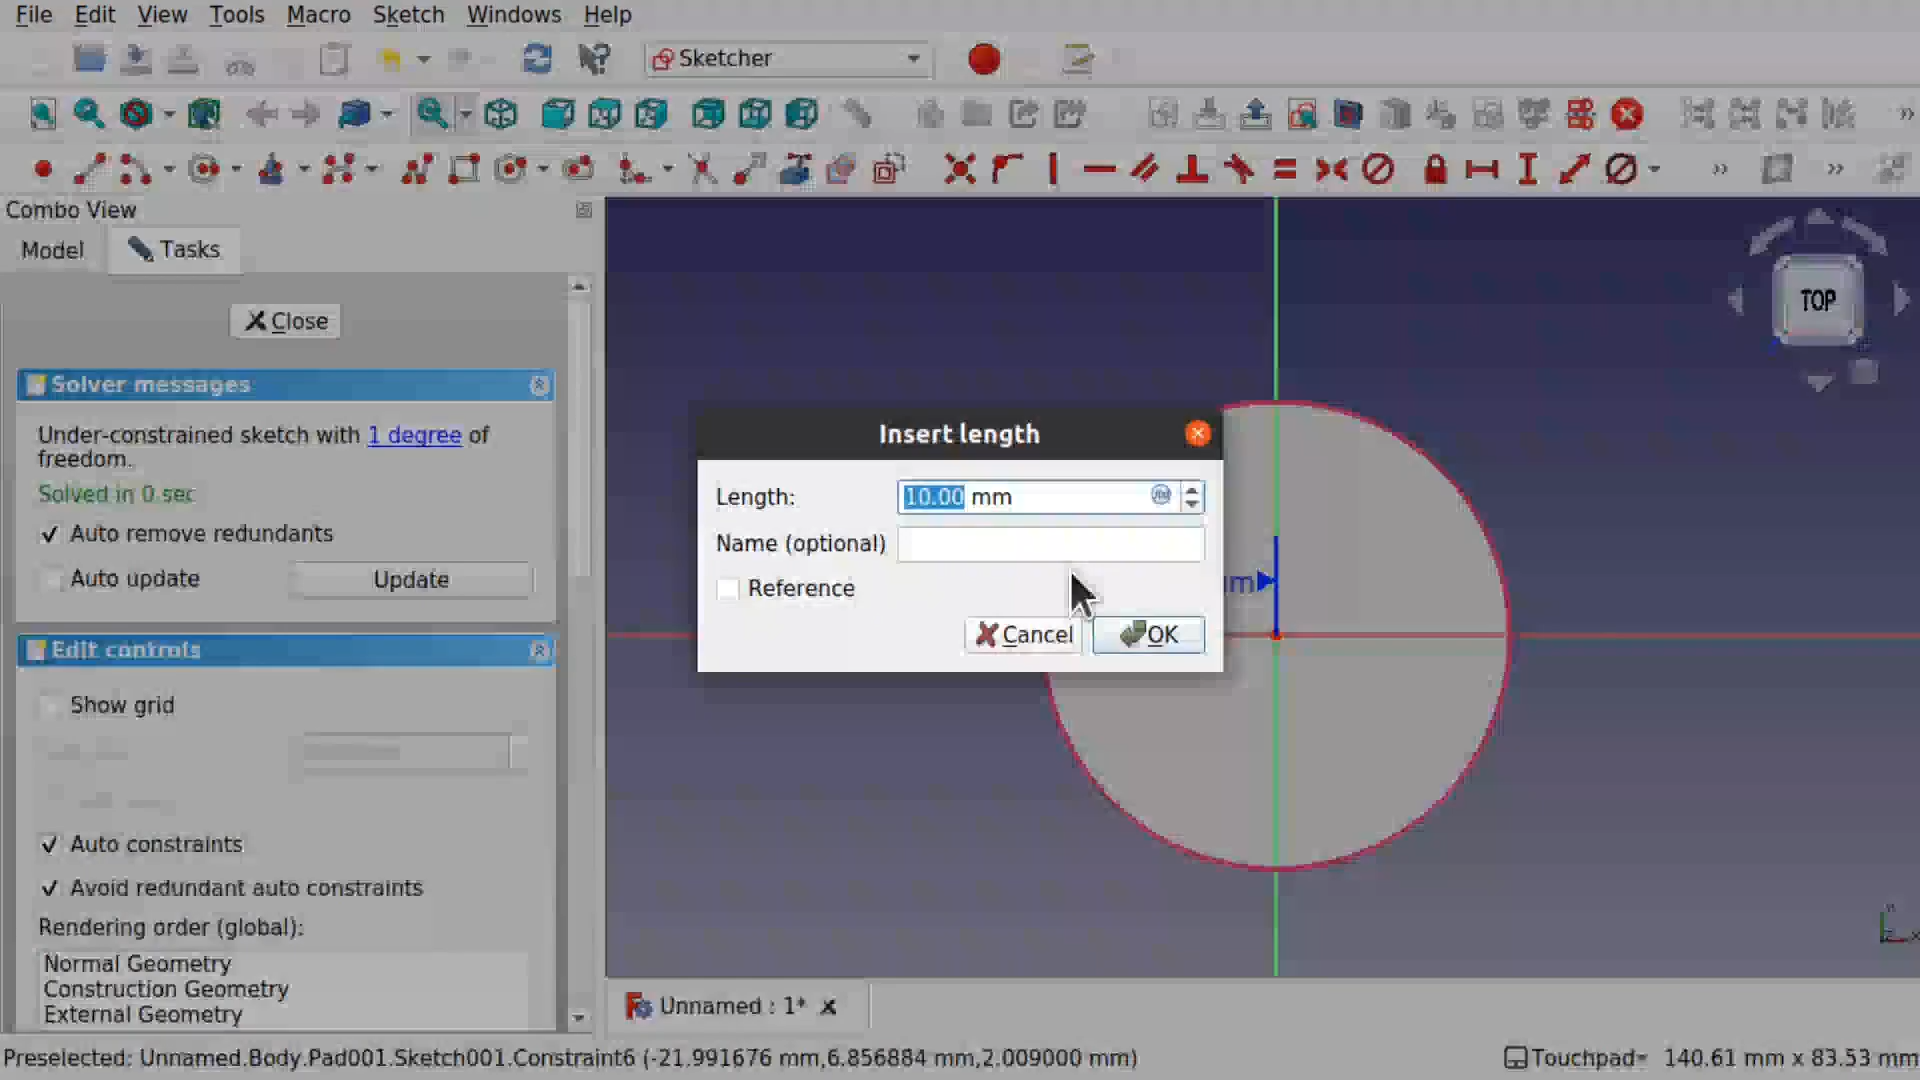 File Edit View Tools Macro Sketch Windows Help
Sketcher
Combo View
Model
Tasks
Close
Solver messages
Under-constrained sketch with 1 degree of
freedom.
Solved in 0 sec
Auto remove redundants
Auto update
Update
Edit controls
Show grid
Auto constraints
Avoid redundant auto constraints
Rendering order (global):
Normal Geometry
Construction Geometry
External Geometry
TOP
Insert length
Length: 10.00 mm
Name (optional)
Reference
Cancel
OK
m
Unnamed : 1*
Preselected: Unnamed.Body.Pad001.Sketch001.Constraint6 (-21.991676 mm,6.856884 mm,2.009000 mm)
Touchpad 140.61 mm x 83.53 mm